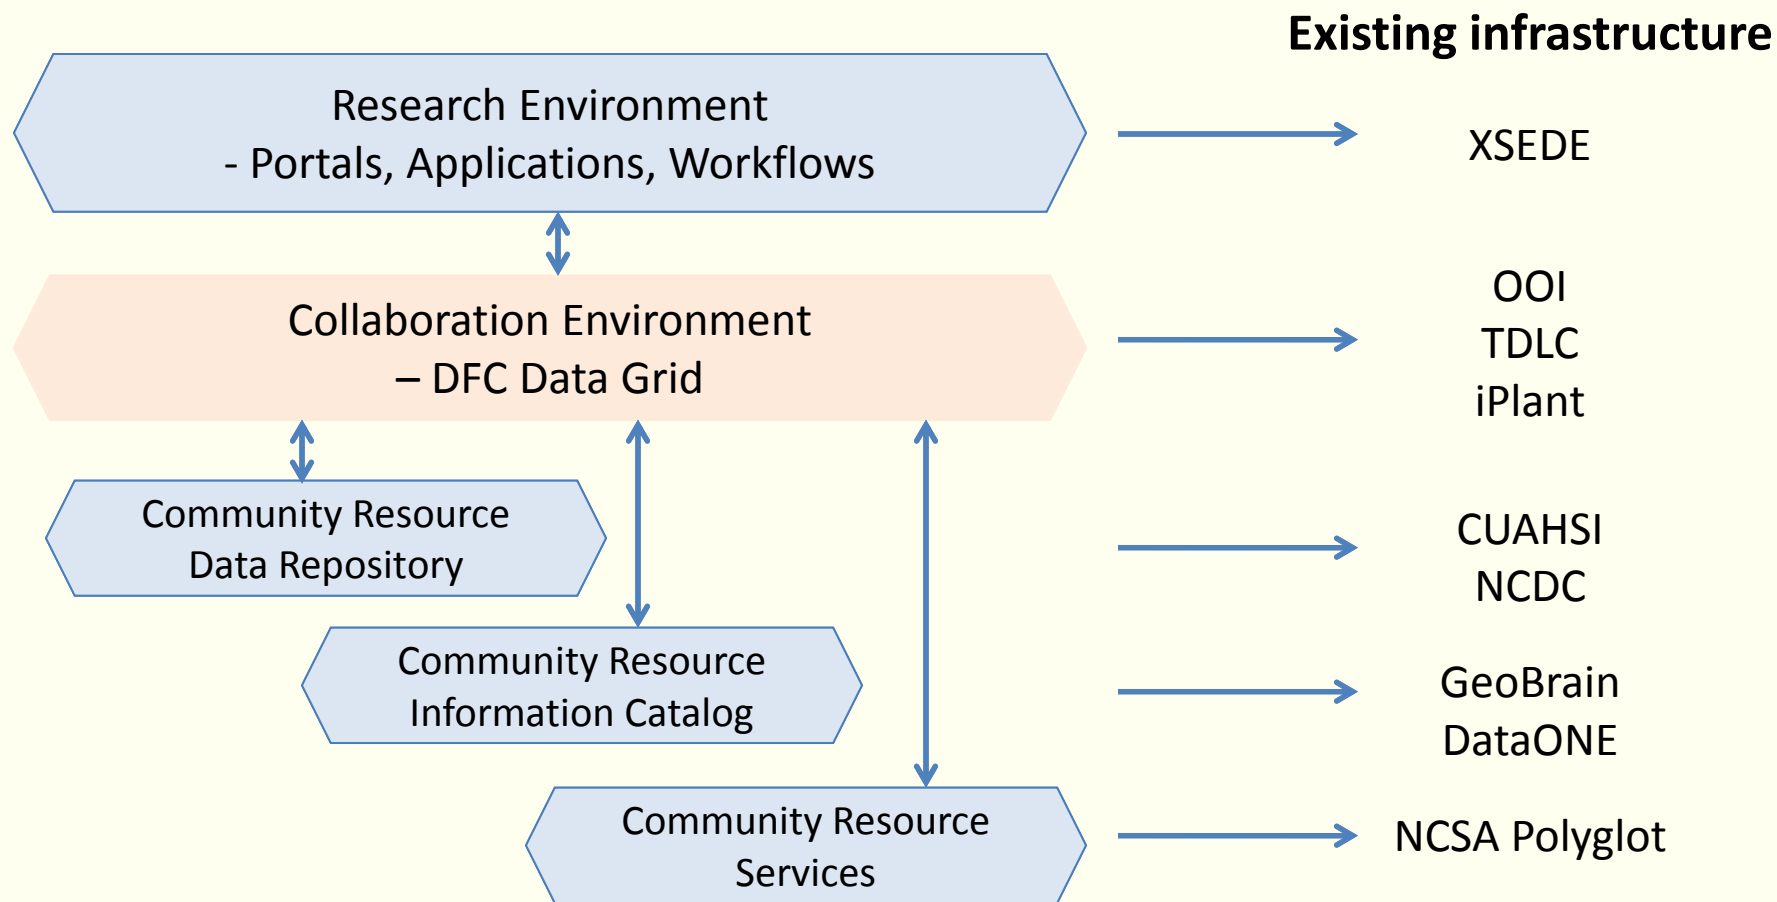 Existing infrastructure
Research Environment
- Portals, Applications, Workflows
XSEDE
Collaboration Environment
– DFC Data Grid
OOI
TDLC
iPlant
Community Resource
Data Repository
CUAHSI
NCDC
Community Resource
Information Catalog
GeoBrain
DataONE
Community Resource
Services
NCSA Polyglot